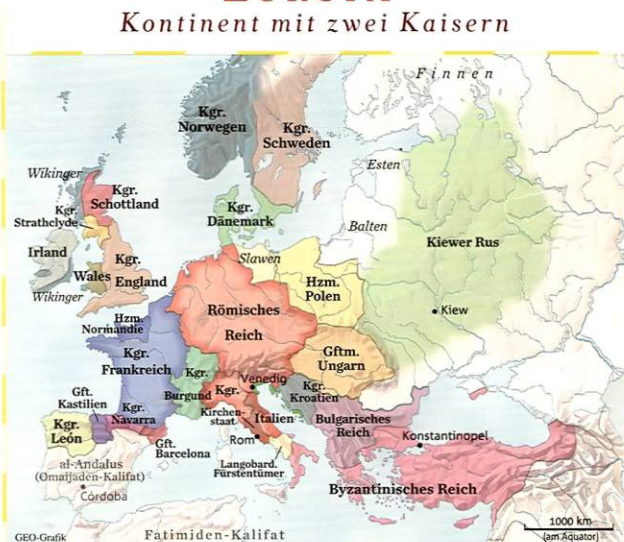 Kontinent mit zwei Kaisern
Finnen
Kgr.
Norwegen
Kgr.
Schweden
Esten
Wikinger
Kgr.
Schottland
Kgr.
Strathclyde
Kgr.
Dänemark
Balten
Kiewer Rus
Irland
Wales
Kgr.
England
Slawen
Wikinger
Hzm.
Polen
Römisches
Reich
Kiew
Hzm.
Normandie
Kgr.
Frankreich
Gftm.
Ungarn
Kgr.
Burgund
Venedig
Kgr.
Italien
Kgr.
Kroatien
Gft.
Kastilien
Kgr.
Navarra
Kirchen-
staat
Bulgarisches
Reich
Kgr.
León
Gft.
Barcelona
Rom
Konstantinopel
al-Andalus
(Omaijaden-Kalifat)
Langobard.
Fürstentümer
Córdoba
Byzantinisches Reich
Fatimiden-Kalifat
GEO-Grafik
1000 km
(am Äquator)